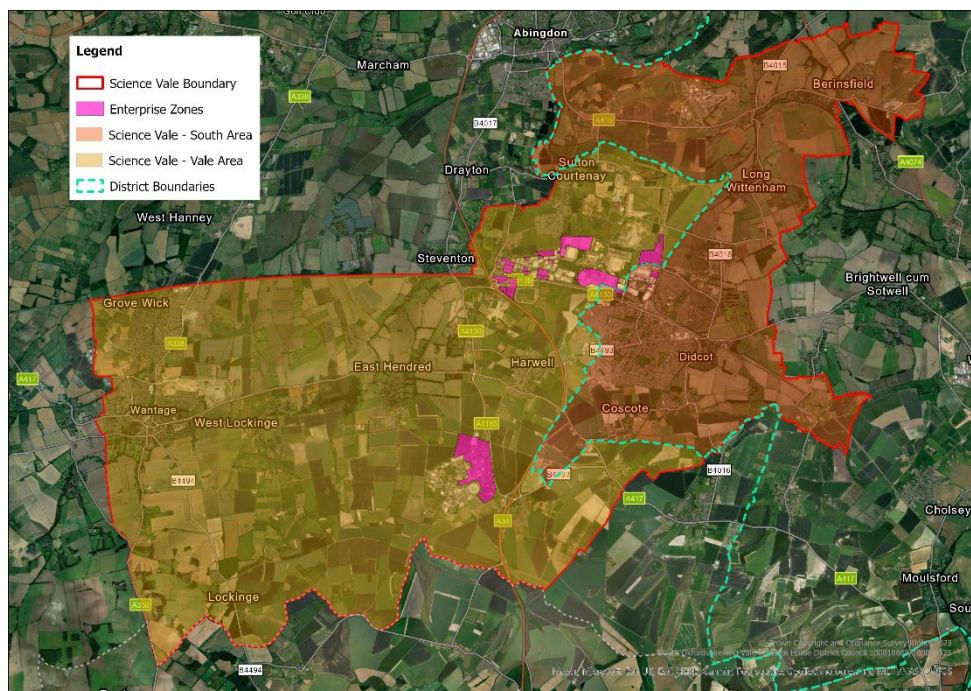 Abingdon
Legend
Science Vale Boundary
Enterprise Zones
Science Vale - South Area
Science Vale - Vale Area
District Boundaries
Marcham
A338
B4017
B4015
Berinsfield
A415
A4074
Drayton
Sutton
Courtenay
Long
Wittenham
West Hanney
Steventon
B4016
Brightwell cum
Sotwell
Grove Wick
A4130
A338
A4130
B4493
Didcot
East Hendred
Harwell
A417
Wantage
West Lockinge
Coscote
A4185
B4494
B4493
B4016
A417
A34
Cholsey
A417
Moulsford
Lockinge
A338
B4494